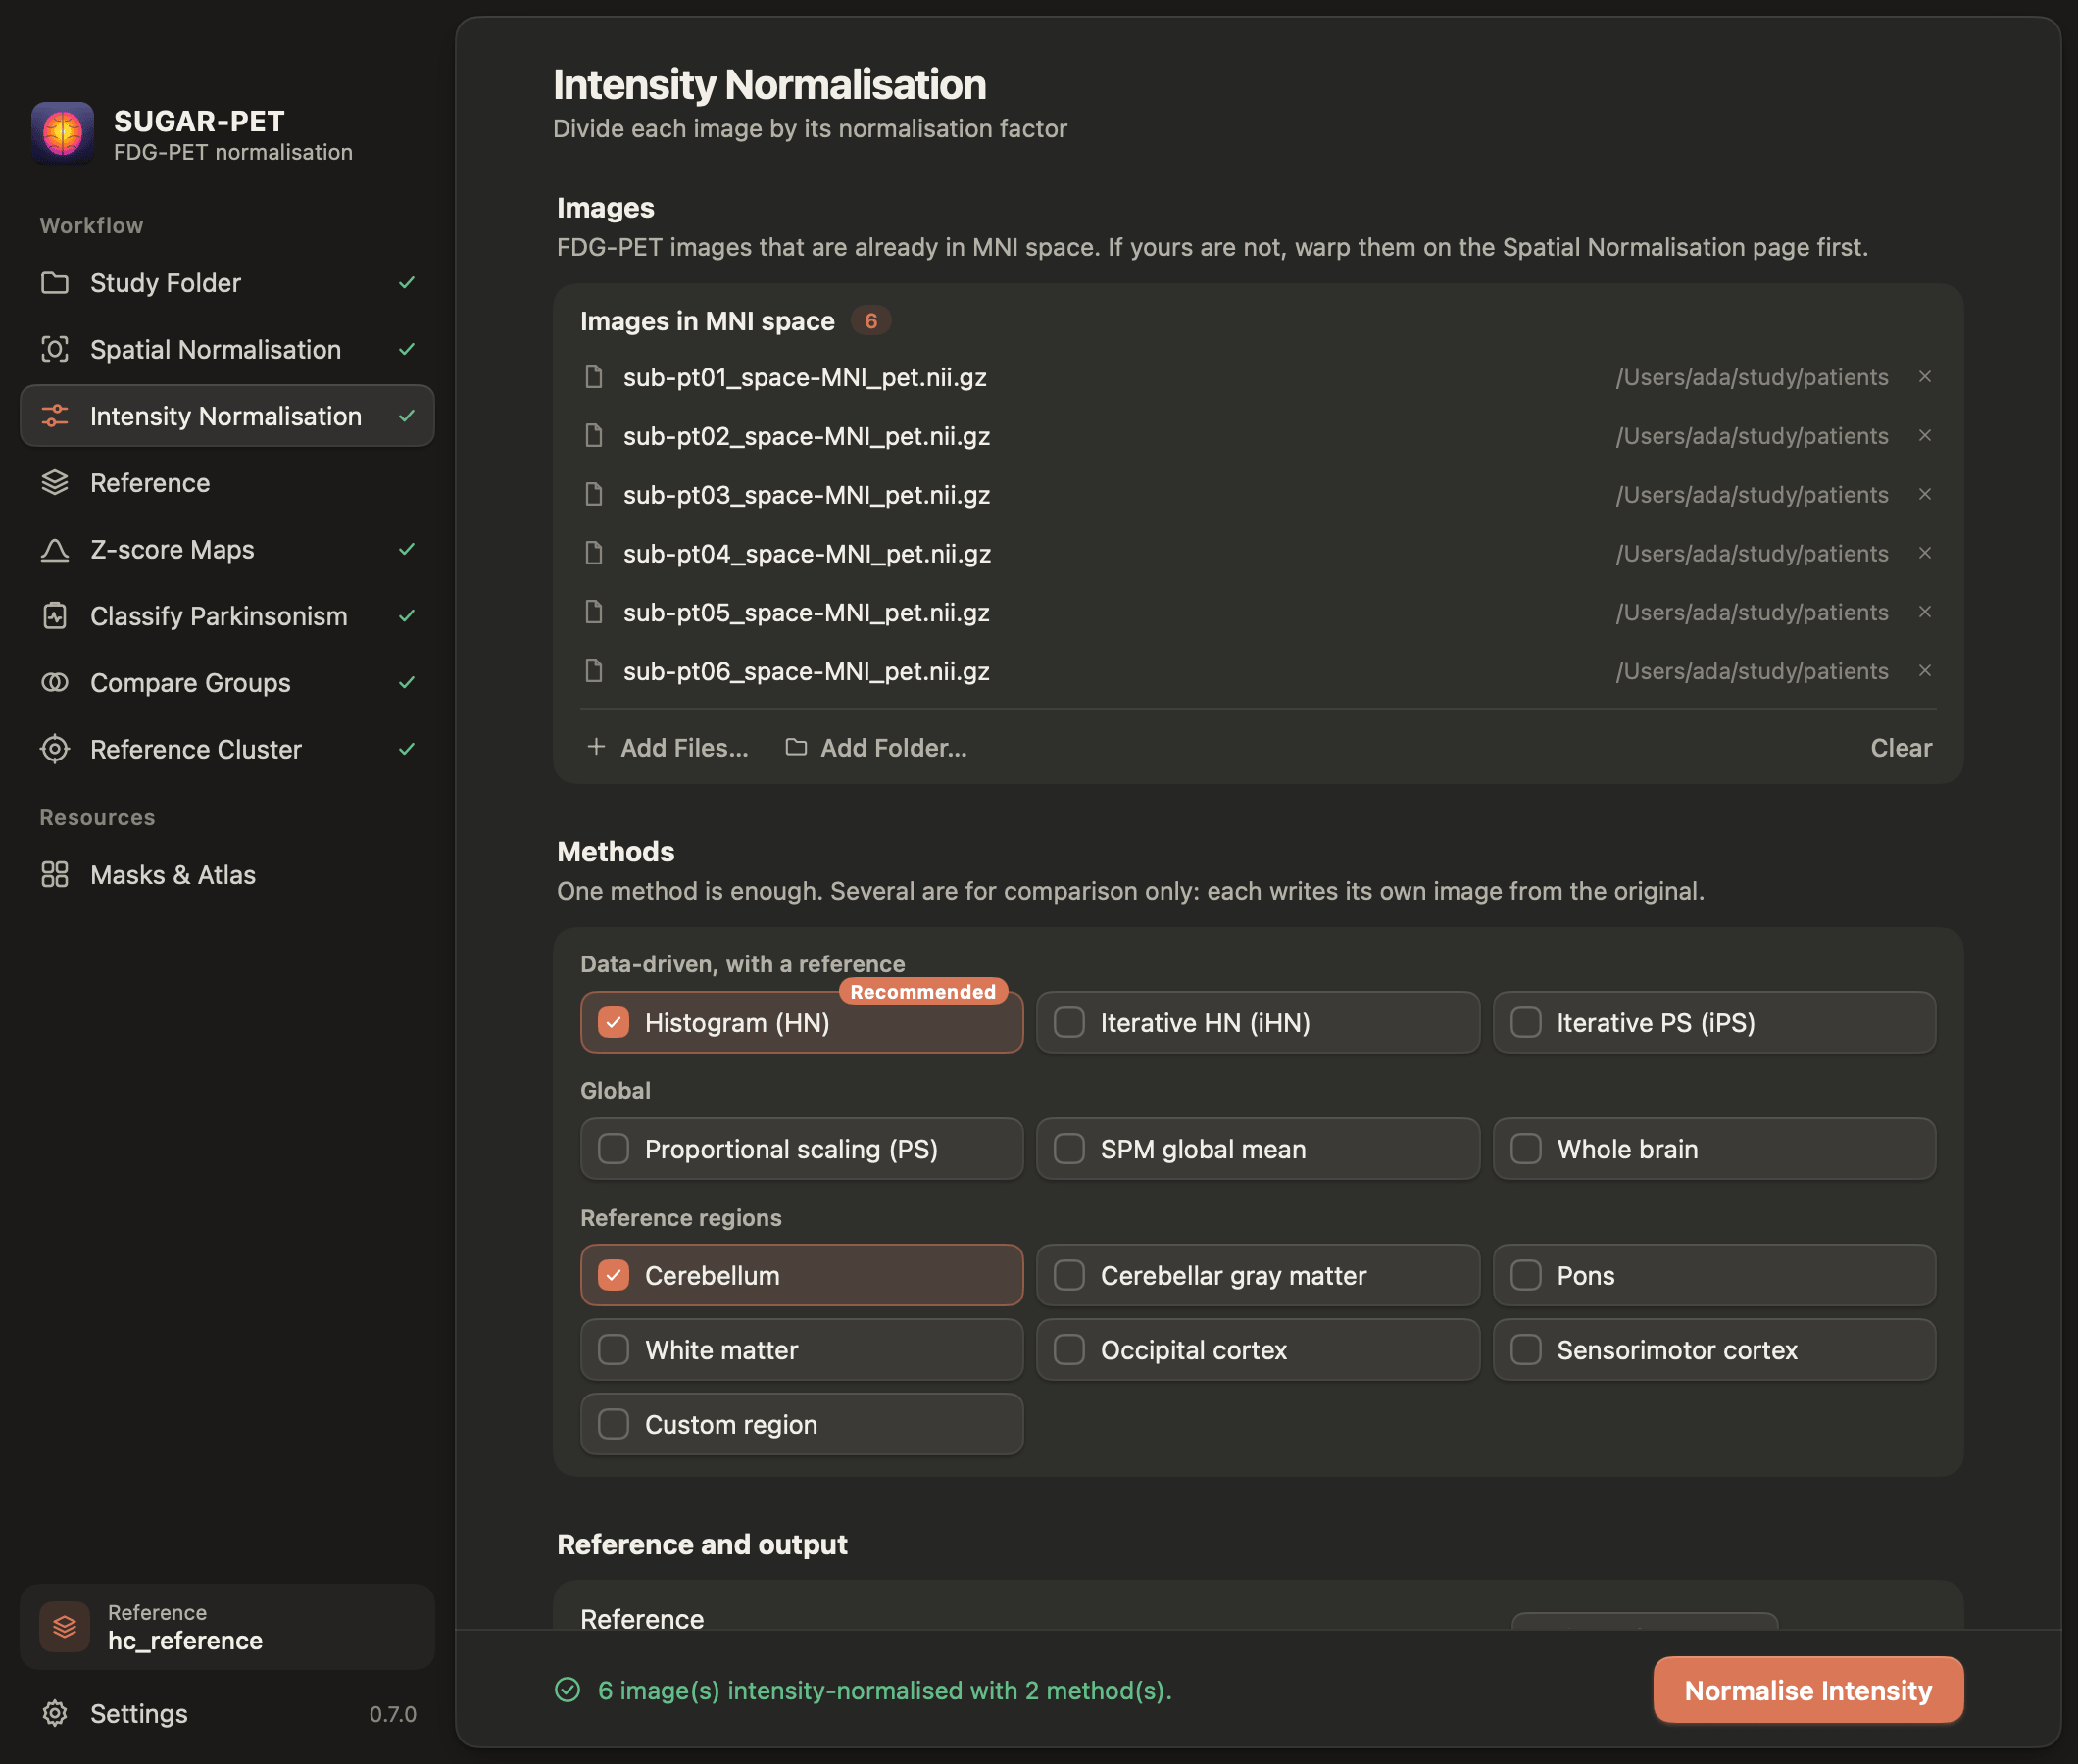 SUGAR-PET
FDG-PET normalisation
Workflow
Study Folder
Spatial Normalisation
Intensity Normalisation
Reference
Z-score Maps
Classify Parkinsonism
Compare Groups
Reference Cluster
Resources
Masks & Atlas
Reference
hc_reference
Settings
0.7.0
Intensity Normalisation
Divide each image by its normalisation factor
Images
FDG-PET images that are already in MNI space. If yours are not, warp them on the Spatial Normalisation page first.
Images in MNI space 6
sub-pt01_space-MNI_pet.nii.gz /Users/ada/study/patients
sub-pt02_space-MNI_pet.nii.gz /Users/ada/study/patients
sub-pt03_space-MNI_pet.nii.gz /Users/ada/study/patients
sub-pt04_space-MNI_pet.nii.gz /Users/ada/study/patients
sub-pt05_space-MNI_pet.nii.gz /Users/ada/study/patients
sub-pt06_space-MNI_pet.nii.gz /Users/ada/study/patients
Add Files... Add Folder... Clear
Methods
One method is enough. Several are for comparison only: each writes its own image from the original.
Data-driven, with a reference
Recommended
Histogram (HN) Iterative HN (iHN) Iterative PS (iPS)
Global
Proportional scaling (PS) SPM global mean Whole brain
Reference regions
Cerebellum Cerebellar gray matter Pons
White matter Occipital cortex Sensorimotor cortex
Custom region
Reference and output
Reference
6 image(s) intensity-normalised with 2 method(s).
Normalise Intensity